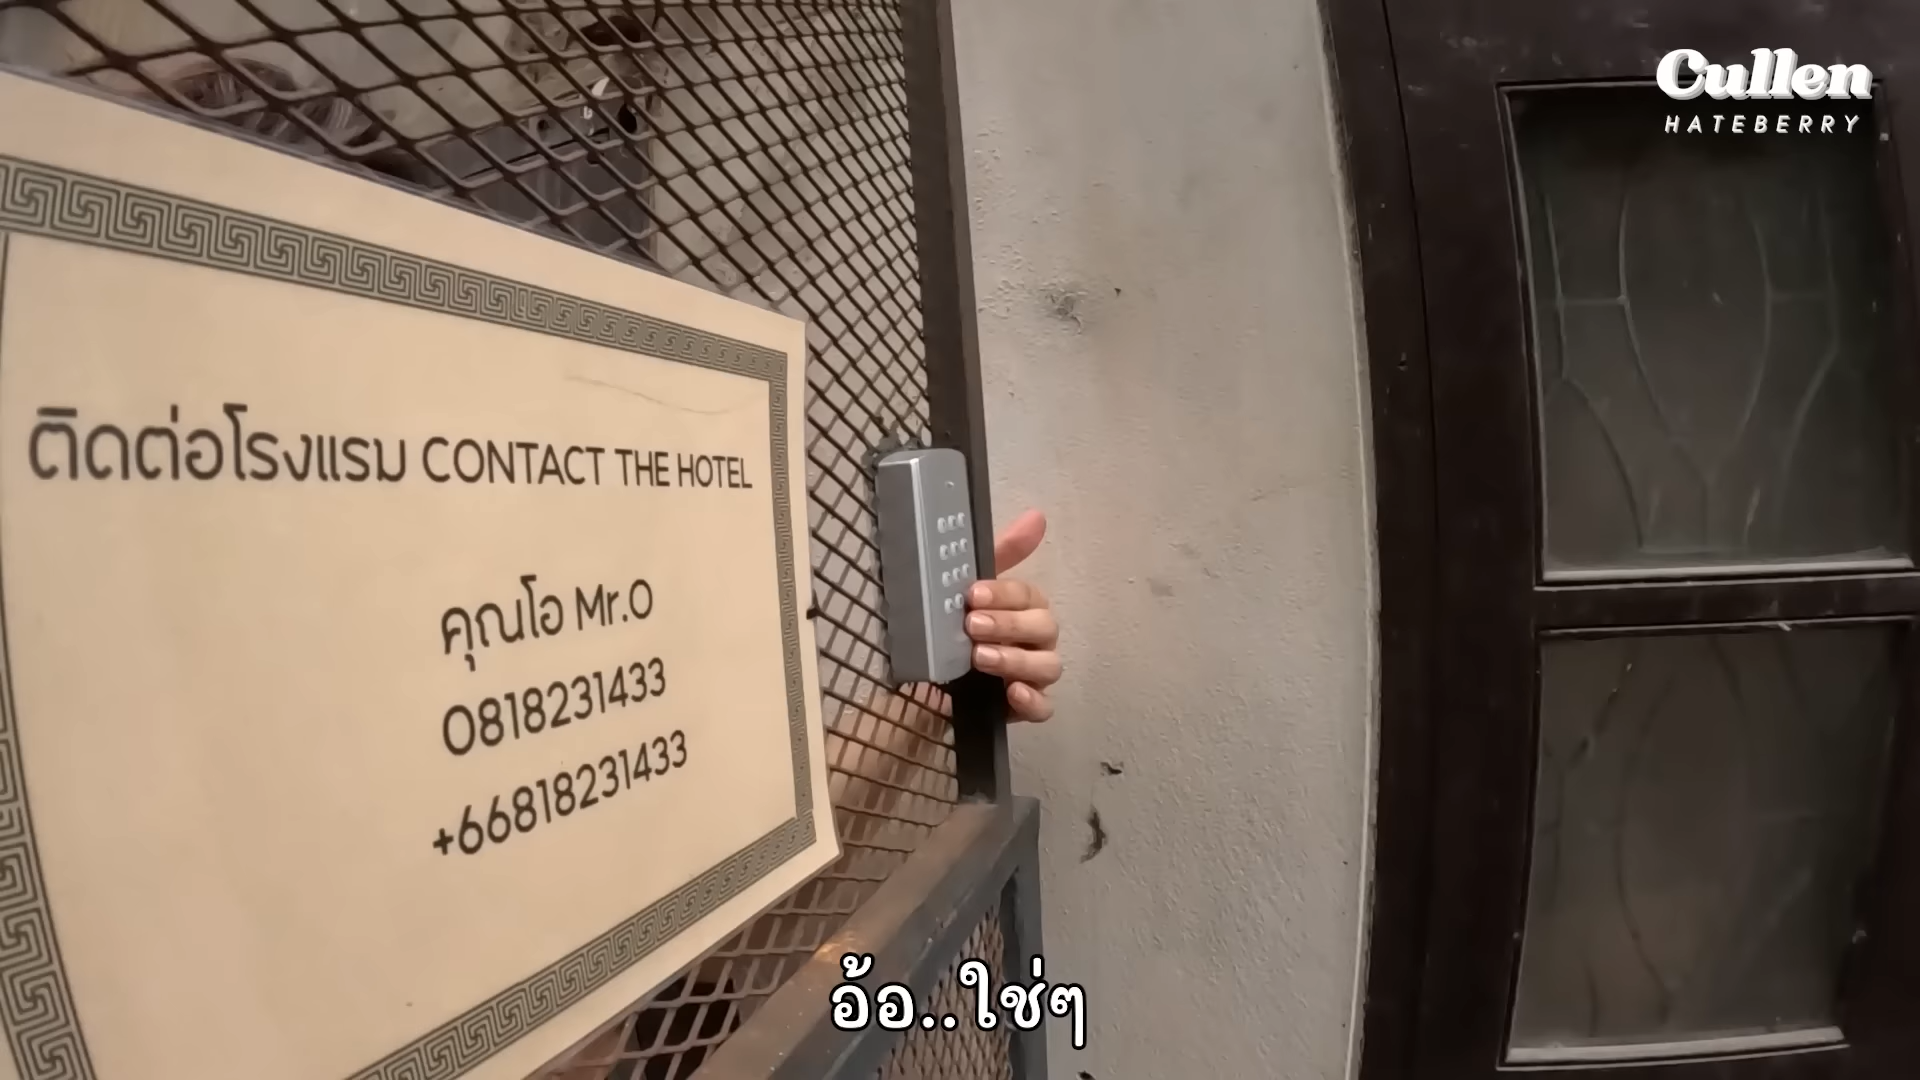 Cullen
HATEBERRY
ติดต่อโรงแรม CONTACT THE HOTEL
คุณโอ Mr.O
0818231433
+66818231433
อ้อ..ใช่ๆ